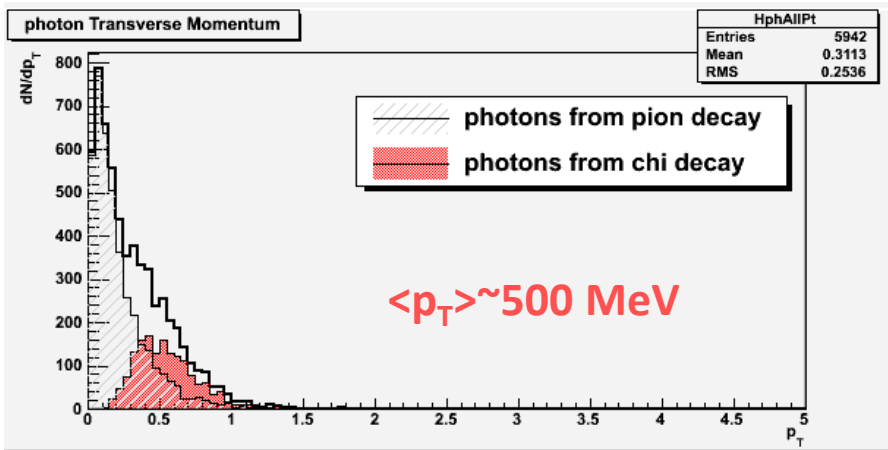 photon Transverse Momentum
HphAllPt
Entries 5942
Mean 0.3113
RMS 0.2536
dN/dp_T
800
700
600
500
400
300
200
100
0
photons from pion decay
photons from chi decay
<p_T>~500 MeV
0 0.5 1 1.5 2 2.5 3 3.5 4 4.5 5
p_T